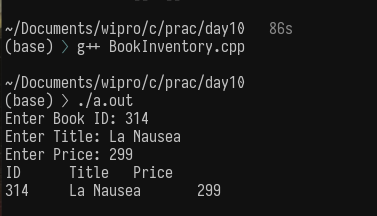 ~/Documents/wipro/c/prac/day10 86s
(base) > g++ BookInventory.cpp
~/Documents/wipro/c/prac/day10
(base) > ./a.out
Enter Book ID: 314
Enter Title: La Nausea
Enter Price: 299
ID Title Price
314 La Nausea 299